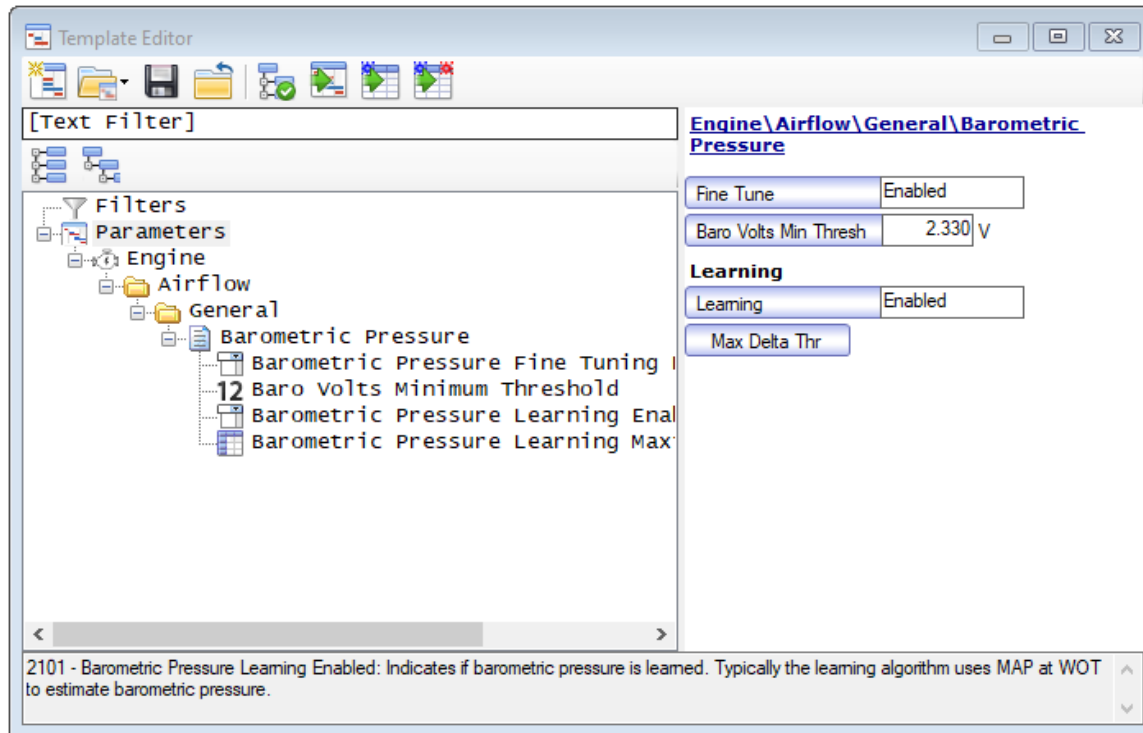 Template Editor
[Text Filter]
Filters
Parameters
Engine
Airflow
General
Barometric Pressure
Barometric Pressure Fine Tuning
12 Baro Volts Minimum Threshold
Barometric Pressure Learning Enab
Barometric Pressure Learning Max
Engine\Airflow\General\Barometric
Pressure
Fine Tune Enabled
Baro Volts Min Thresh 2.330 V
Learning
Learning Enabled
Max Delta Thr
2101 - Barometric Pressure Learning Enabled: Indicates if barometric pressure is learned. Typically the learning algorithm uses MAP at WOT
to estimate barometric pressure.